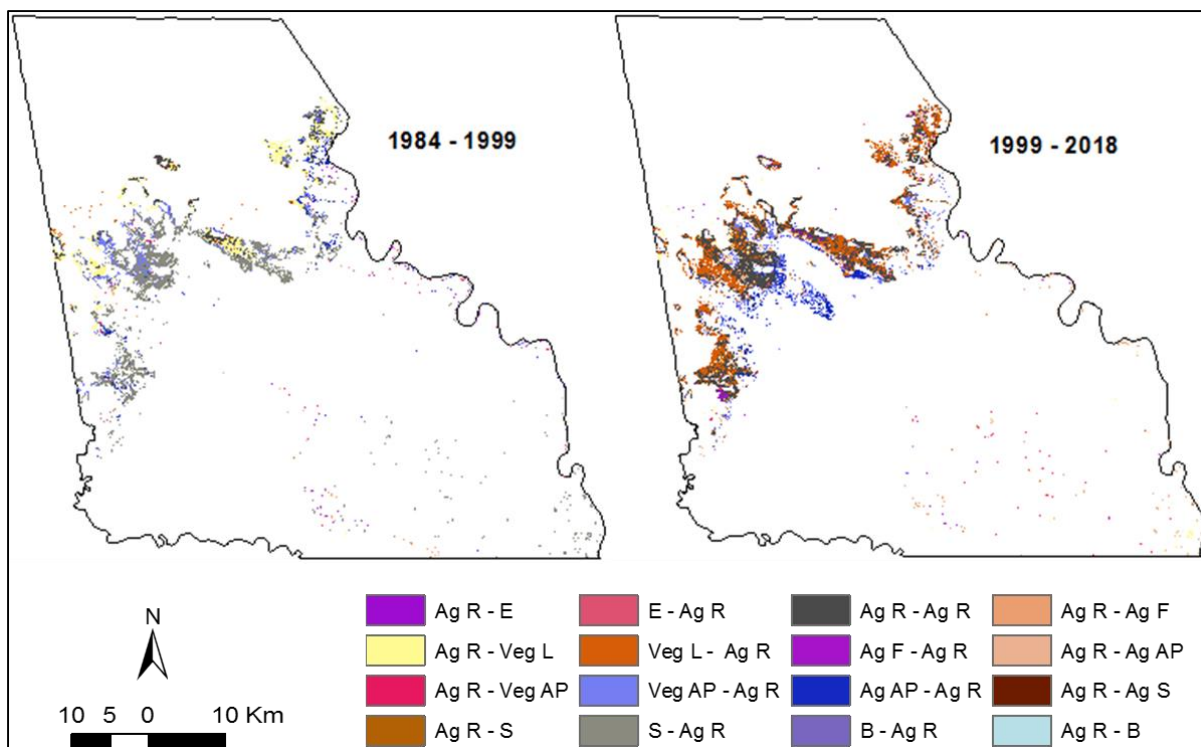 1984 - 1999
1999 - 2018
N
10 5 0 10 Km
Ag R - E
E - Ag R
Ag R - Ag R
Ag R - Ag F
Ag R - Veg L
Veg L - Ag R
Ag F - Ag R
Ag R - Ag AP
Ag R - Veg AP
Veg AP - Ag R
Ag AP - Ag R
Ag R - Ag S
Ag R - S
S - Ag R
B - Ag R
Ag R - B